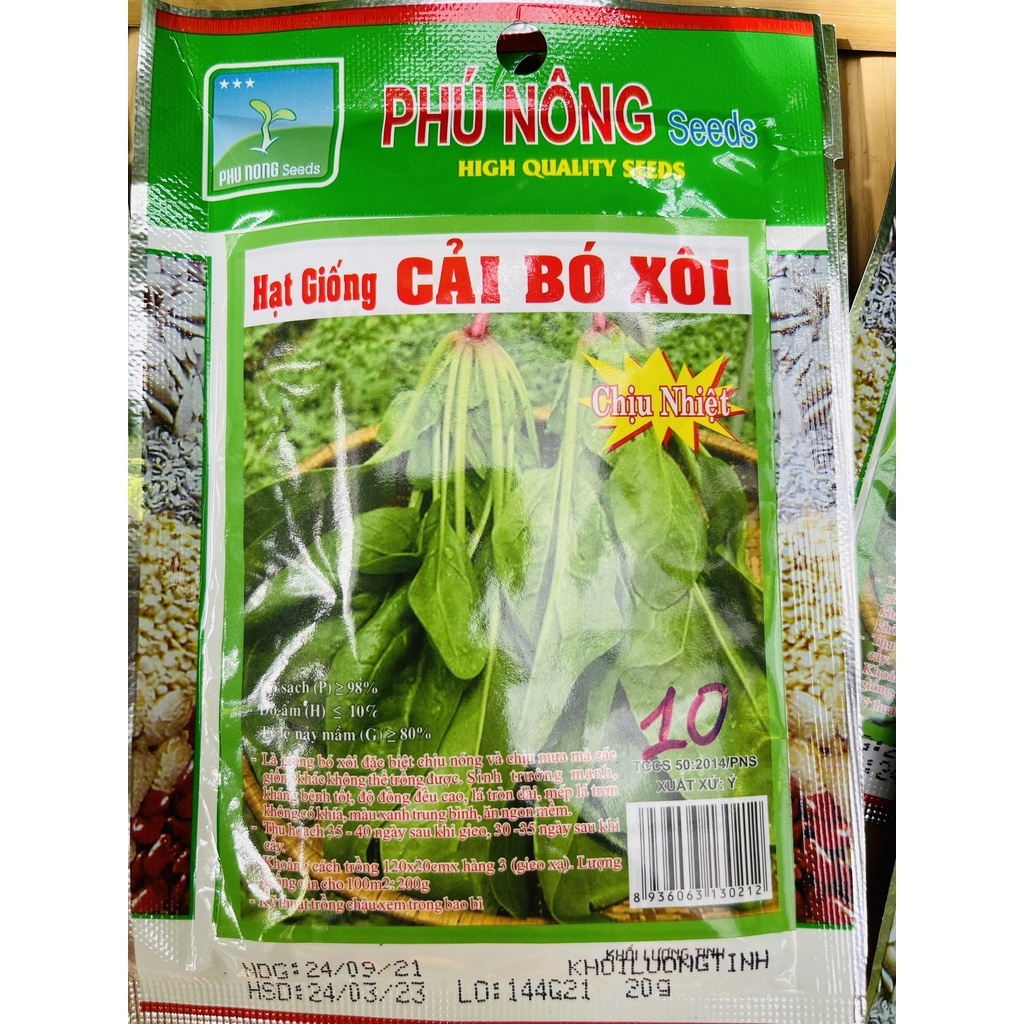 PHU NONG Seeds
PHÚ NÔNG Seeds
HIGH QUALITY SEEDS
Hạt Giống CẢI BÓ XÔI
Chịu Nhiệt
sạch (P) ≥ 98%
Độ ẩm (H) ≤ 10%
Tỷ lệ nảy mầm (G) ≥ 80%
10
TCCS 50:2014/PNS
XUẤT XỨ: Ý
- Là giống bó xôi đặc biệt chịu nóng và chịu mưa mà các
giống khác không thể trồng được. Sinh trưởng mạnh,
kháng bệnh tốt, độ đồng đều cao, lá tròn dài, mép lá trơn
không có khía, màu xanh trung bình, ăn ngon mềm.
- Thu hoạch 35 - 40 ngày sau khi gieo, 30 -35 ngày sau khi
cấy.
Khoảng cách trồng 120x20cmx hàng 3 (gieo xạ). Lượng
giống cần cho 100m2: 200g
- Kỹ thuật trồng chậu xem trong bao bì
8 936063 130212
NDG: 24/09/21
HSD: 24/03/23 LO: 144G21
KHỐI LƯỢNG TỊNH
KHOILUONGTINH
20g